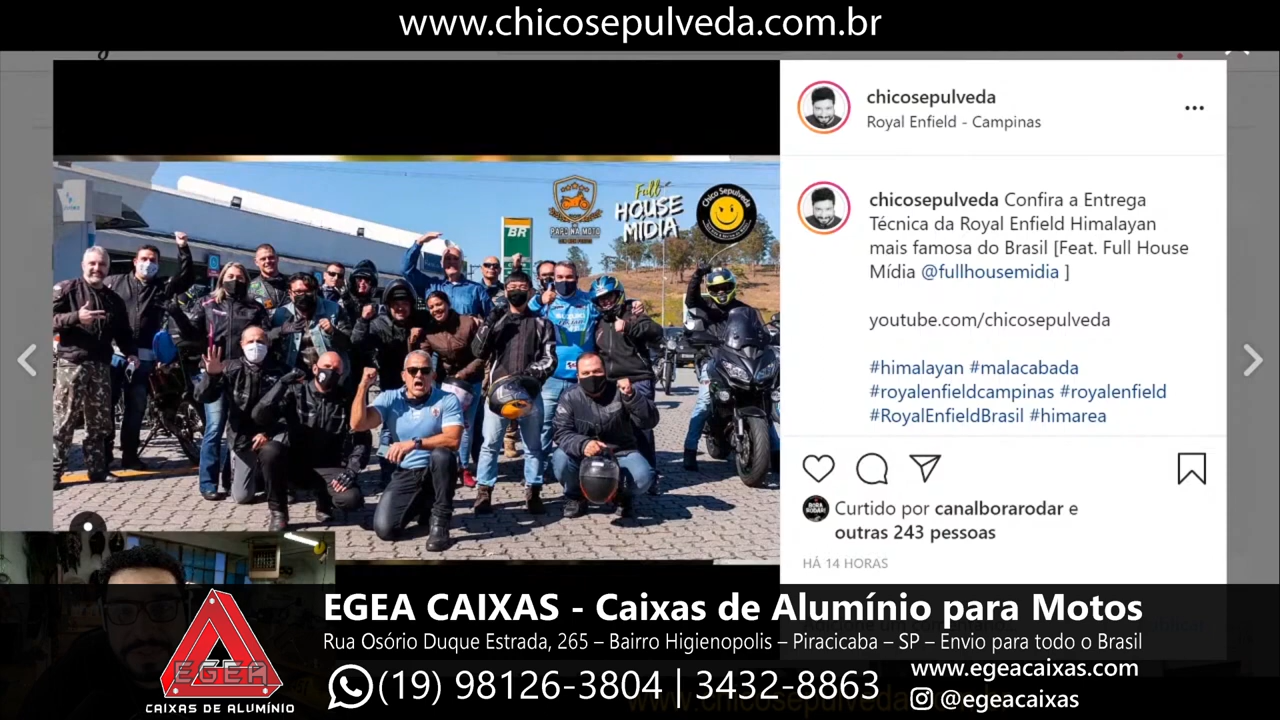 www.chicosepulveda.com.br
chicosepulveda
Royal Enfield - Campinas
chicosepulveda Confira a Entrega
Técnica da Royal Enfield Himalayan
mais famosa do Brasil [Feat. Full House
Mídia @fullhousemidia ]
youtube.com/chicosepulveda
#himalayan #malacabada
#royalenfieldcampinas #royalenfield
#RoyalEnfieldBrasil #himarea
Curtido por canalborarodar e
outras 243 pessoas
HÁ 14 HORAS
BR
PAPO NA MOTO
Full
HOUSE
MIDIA
Chico Sepulveda
SUZUKI
EGEA CAIXAS - Caixas de Alumínio para Motos
Rua Osório Duque Estrada, 265 – Bairro Higienopolis – Piracicaba – SP – Envio para todo o Brasil
(19) 98126-3804 | 3432-8863
www.egeacaixas.com
@egeacaixas
EGEA
CAIXAS DE ALUMÍNIO